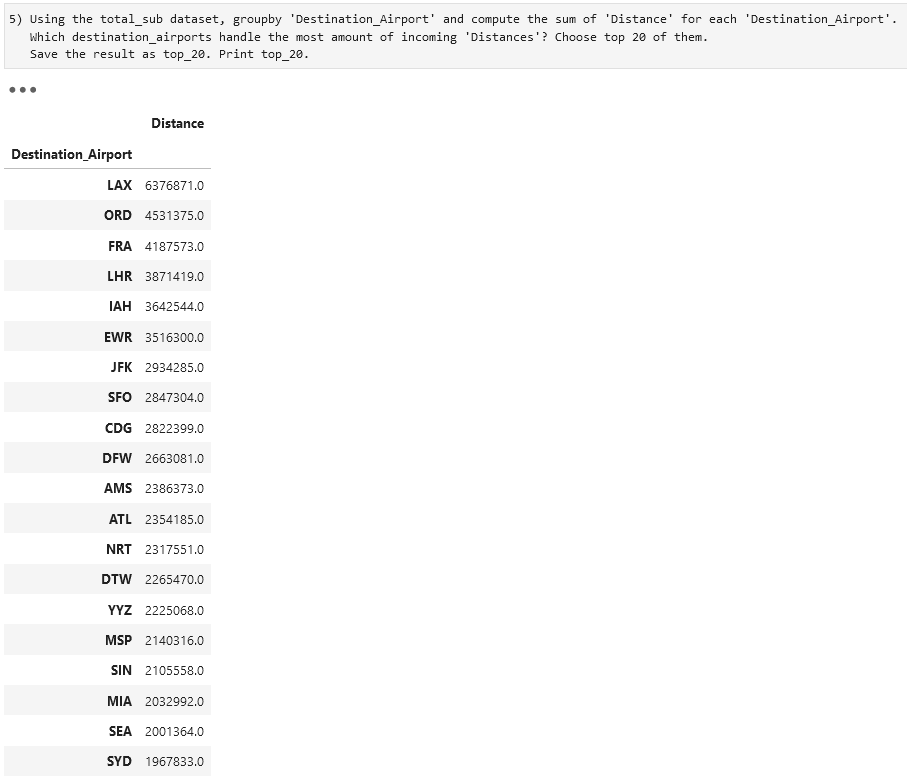 5) Using the total_sub dataset, groupby 'Destination_Airport' and compute the sum of 'Distance' for each 'Destination_Airport'.
Which destination_airports handle the most amount of incoming 'Distances'? Choose top 20 of them.
Save the result as top_20. Print top_20.
Distance
Destination_Airport
LAX 6376871.0
ORD 4531375.0
FRA 4187573.0
LHR 3871419.0
IAH 3642544.0
EWR 3516300.0
JFK 2934285.0
SFO 2847304.0
CDG 2822399.0
DFW 2663081.0
AMS 2386373.0
ATL 2354185.0
NRT 2317551.0
DTW 2265470.0
YYZ 2225068.0
MSP 2140316.0
SIN 2105558.0
MIA 2032992.0
SEA 2001364.0
SYD 1967833.0